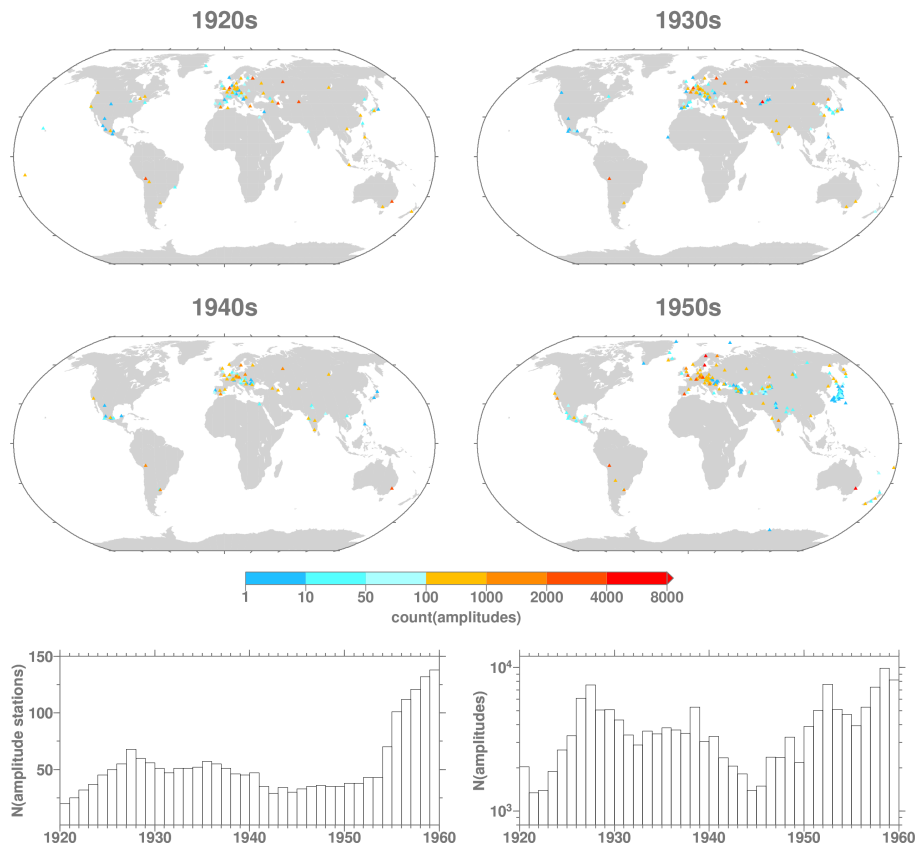 1920s 1930s
1940s 1950s
1 10 50 100 1000 2000 4000 8000
count(amplitudes)
N(amplitude stations)
150
100
50
1920 1930 1940 1950 1960
N(amplitudes)
10⁴
10³
1920 1930 1940 1950 1960